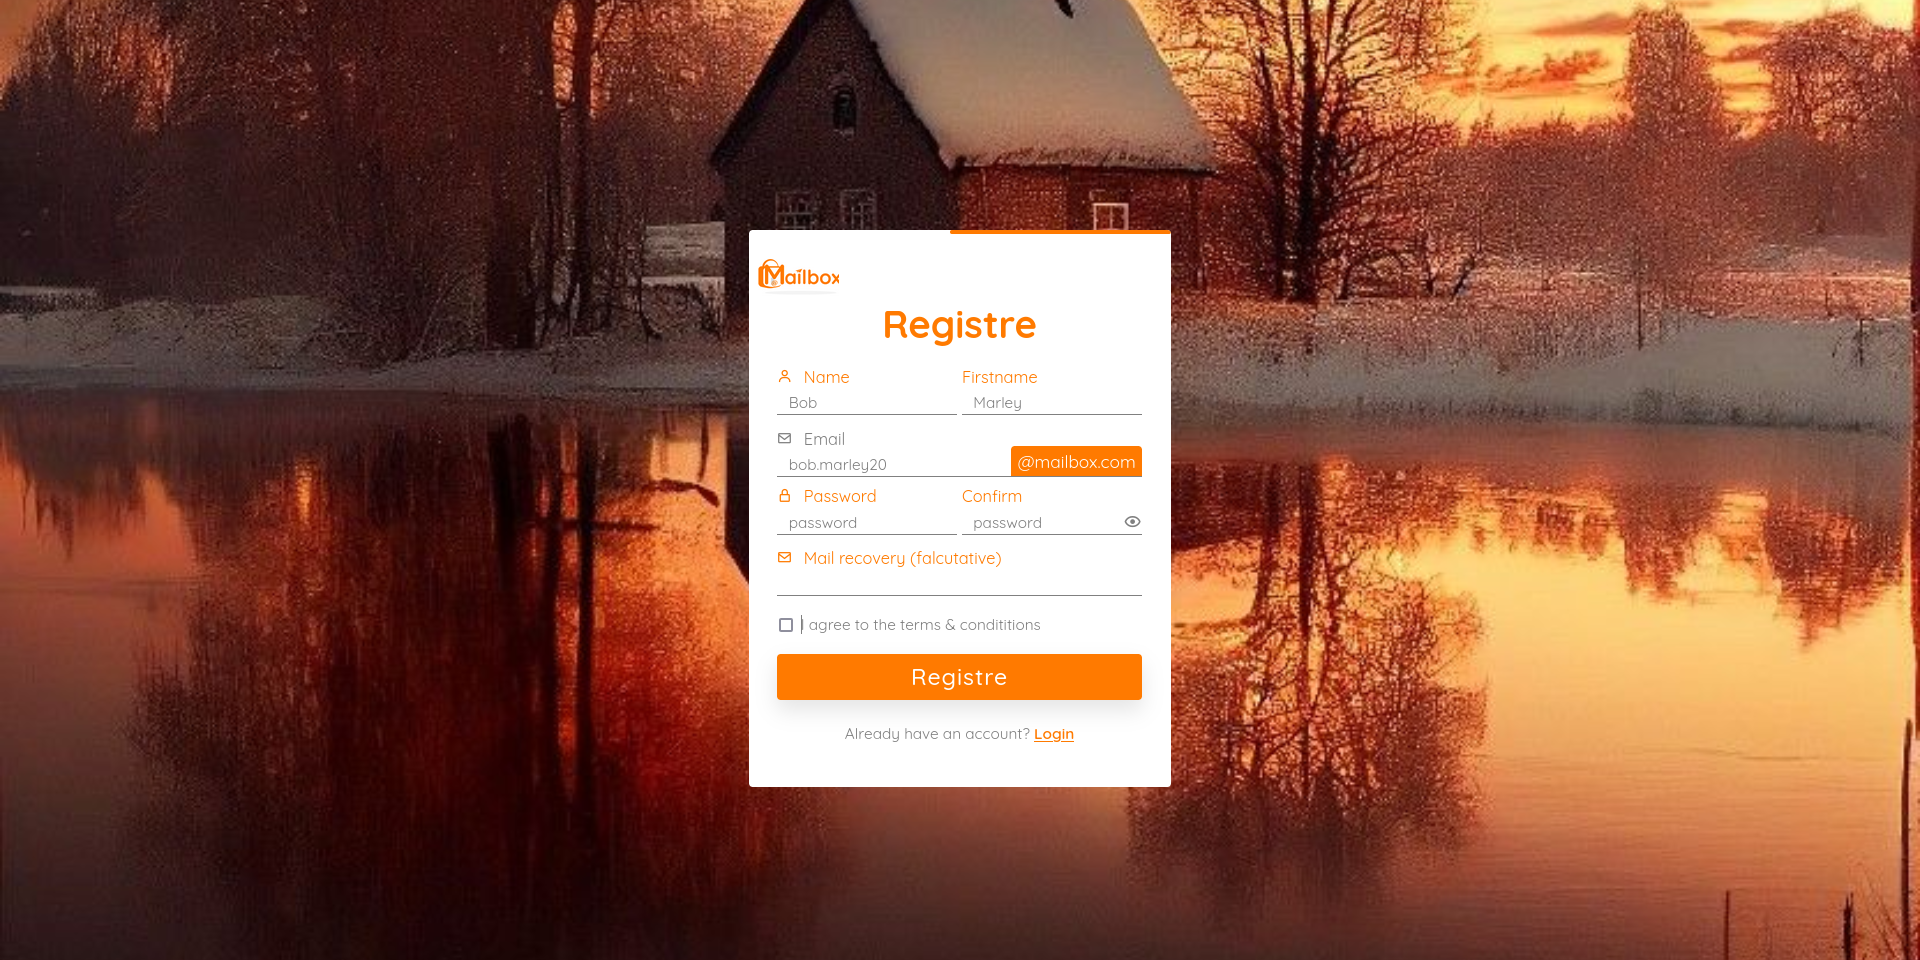 Mailbox
Registre
Name Firstname
Bob Marley
Email
bob.marley20 @mailbox.com
Password Confirm
password password
Mail recovery (falcutative)
I agree to the terms & condititions
Registre
Already have an account? Login